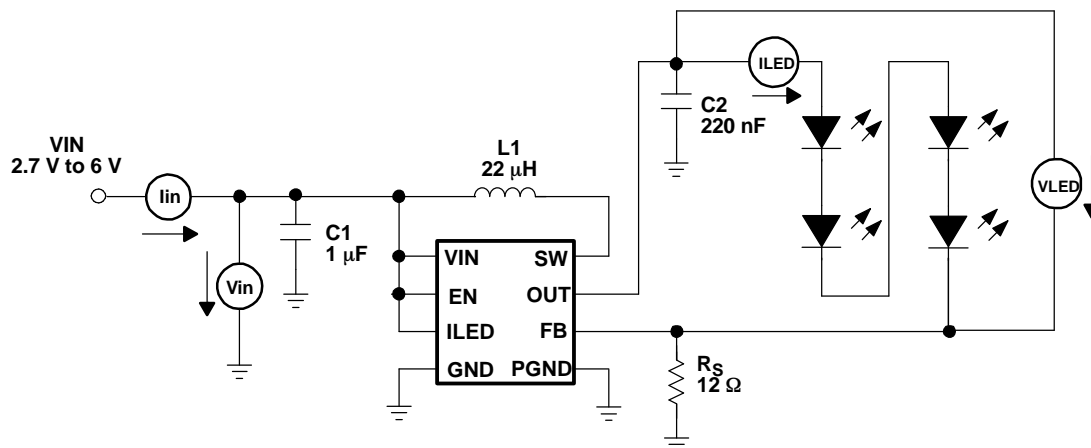 ILED
C2
220 nF
VIN
2.7 V to 6 V
L1
22 μH
Iin
VLED
C1
1 μF
Vin
VIN
SW
EN
OUT
ILED
FB
GND
PGND
RS
12 Ω